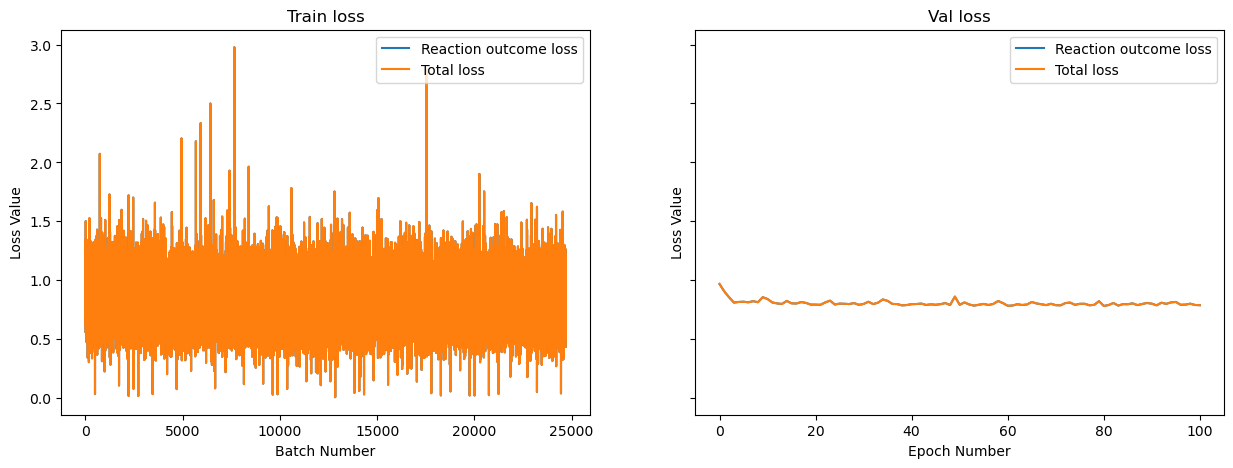 Train loss
Reaction outcome loss
Total loss
3.0
2.5
2.0
1.5
1.0
0.5
0.0
Loss Value
0
5000
10000
15000
20000
25000
Batch Number
Val loss
Reaction outcome loss
Total loss
Loss Value
0
20
40
60
80
100
Epoch Number